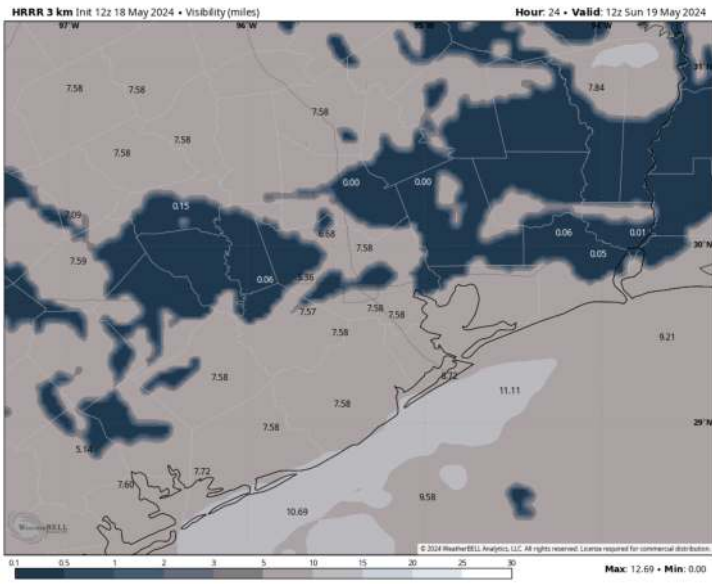 HRRR 3 km Init 12z 18 May 2024 • Visibility (miles)
Hour: 24 • Valid: 12z Sun 19 May 2024
97°W 96°W 95°W 94°W
31°N
7.84
7.58 7.58
7.58
7.58
7.58
0.00 0.00
0.15
7.09
6.68 0.06 0.01
7.58 30°N
7.59 0.05
0.06 5.36
7.57 7.58 7.58
7.58 9.21
7.58 8.72
11.11
7.58
7.58 29°N
5.14
7.72
7.60
9.58
10.69
WeatherBELL
© 2024 WeatherBELL Analytics, LLC. All rights reserved. License required for commercial distribution.
0.1 0.5 1 2 3 5 10 15 20 25 30
Max: 12.69 • Min: 0.00